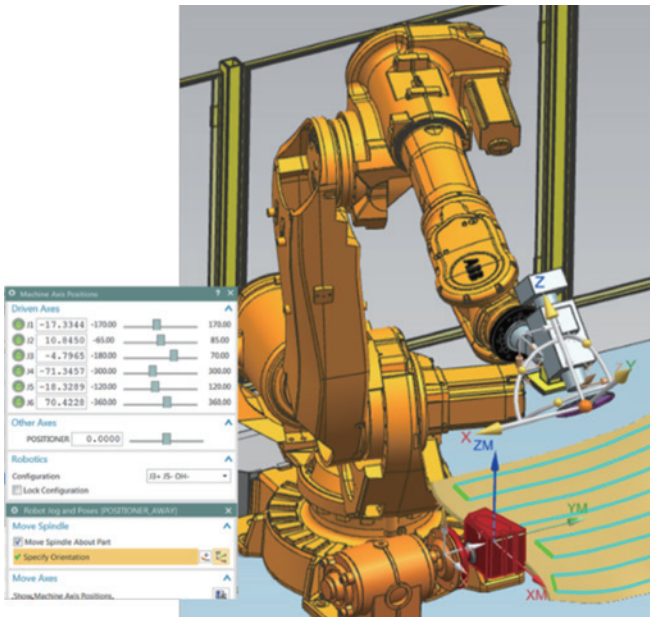 ABB
Z
Y
X
ZM
YM
XM
Machine Axis Positions ? ×
Driven Axes
J1 -17.3344 -170.00 170.00
J2 10.8450 -65.00 85.00
J3 -4.7965 -180.00 70.00
J4 -71.3457 -300.00 300.00
J5 -18.3289 -120.00 120.00
J6 70.4228 -360.00 360.00
Other Axes
POSITIONER 0.0000
Robotics
Configuration J3+ J5- OH-
Lock Configuration
Robot Jog and Poses [POSITIONER_AWAY] ×
Move Spindle
Move Spindle About Part
Specify Orientation
Move Axes
Show Machine Axis Positions